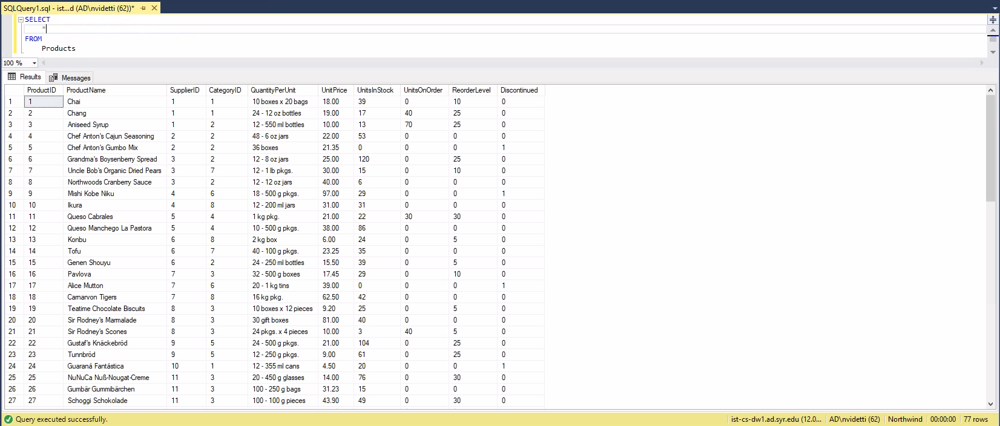 SQLQuery1.sql - ist...d (AD\nvidetti (62))*
SELECT
*
FROM
Products
100 %
Results Messages
ProductID ProductName SupplierID CategoryID QuantityPerUnit UnitPrice UnitsInStock UnitsOnOrder ReorderLevel Discontinued
1 1 Chai 1 1 10 boxes x 20 bags 18.00 39 0 10 0
2 2 Chang 1 1 24 - 12 oz bottles 19.00 17 40 25 0
3 3 Aniseed Syrup 1 2 12 - 550 ml bottles 10.00 13 70 25 0
4 4 Chef Anton's Cajun Seasoning 2 2 48 - 6 oz jars 22.00 53 0 0 0
5 5 Chef Anton's Gumbo Mix 2 2 36 boxes 21.35 0 0 0 1
6 6 Grandma's Boysenberry Spread 3 2 12 - 8 oz jars 25.00 120 0 25 0
7 7 Uncle Bob's Organic Dried Pears 3 7 12 - 1 lb pkgs. 30.00 15 0 10 0
8 8 Northwoods Cranberry Sauce 3 2 12 - 12 oz jars 40.00 6 0 0 0
9 9 Mishi Kobe Niku 4 6 18 - 500 g pkgs. 97.00 29 0 0 1
10 10 Ikura 4 8 12 - 200 ml jars 31.00 31 0 0 0
11 11 Queso Cabrales 5 4 1 kg pkg. 21.00 22 30 30 0
12 12 Queso Manchego La Pastora 5 4 10 - 500 g pkgs. 38.00 86 0 0 0
13 13 Konbu 6 8 2 kg box 6.00 24 0 5 0
14 14 Tofu 6 7 40 - 100 g pkgs. 23.25 35 0 0 0
15 15 Genen Shouyu 6 2 24 - 250 ml bottles 15.50 39 0 5 0
16 16 Pavlova 7 3 32 - 500 g boxes 17.45 29 0 10 0
17 17 Alice Mutton 7 6 20 - 1 kg tins 39.00 0 0 0 1
18 18 Carnarvon Tigers 7 8 16 kg pkg. 62.50 42 0 0 0
19 19 Teatime Chocolate Biscuits 8 3 10 boxes x 12 pieces 9.20 25 0 5 0
20 20 Sir Rodney's Marmalade 8 3 30 gift boxes 81.00 40 0 0 0
21 21 Sir Rodney's Scones 8 3 24 pkgs. x 4 pieces 10.00 3 40 5 0
22 22 Gustaf's Knäckebröd 9 5 24 - 500 g pkgs. 21.00 104 0 25 0
23 23 Tunnbröd 9 5 12 - 250 g pkgs. 9.00 61 0 25 0
24 24 Guaraná Fantástica 10 1 12 - 355 ml cans 4.50 20 0 0 1
25 25 NuNuCa Nuß-Nougat-Creme 11 3 20 - 450 g glasses 14.00 76 0 30 0
26 26 Gumbär Gummibärchen 11 3 100 - 250 g bags 31.23 15 0 0 0
27 27 Schoggi Schokolade 11 3 100 - 100 g pieces 43.90 49 0 30 0
Query executed successfully. ist-cs-dw1.ad.syr.edu (12.0... AD\nvidetti (62) Northwind 00:00:00 77 rows